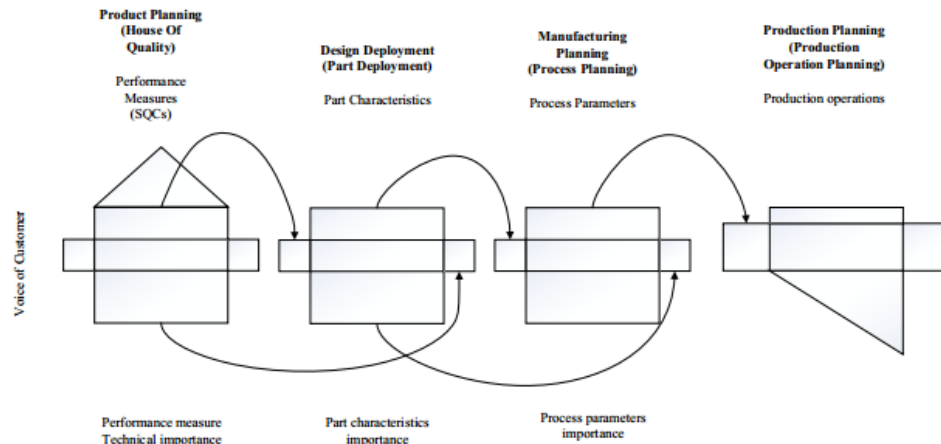 Product Planning
(House Of
Quality)
Performance
Measures
(SQCs)
Design Deployment
(Part Deployment)
Part Characteristics
Manufacturing
Planning
(Process Planning)
Process Parameters
Production Planning
(Production
Operation Planning)
Production operations
Voice of Customer
Performance measure
Technical importance
Part characteristics
importance
Process parameters
importance